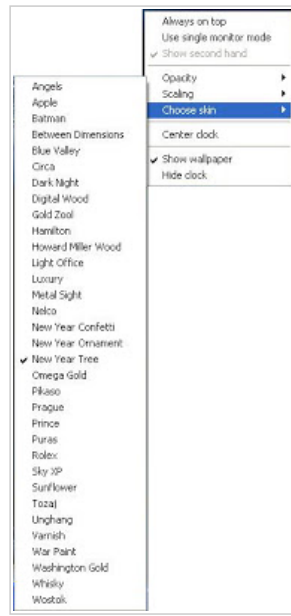 Always on top
Use single monitor mode
Show second hand
Opacity
Scaling
Choose skin
Center clock
Show wallpaper
Hide clock
Angels
Apple
Batman
Between Dimensions
Blue Valley
Circa
Dark Night
Digital Wood
Gold Zool
Hamilton
Howard Miller Wood
Light Office
Luxury
Metal Sight
Nelco
New Year Confetti
New Year Ornament
New Year Tree
Omega Gold
Pikaso
Prague
Prince
Puras
Rolex
Sky XP
Sunflower
Tozaj
Unghang
Varnish
War Paint
Washington Gold
Whisky
Wostok